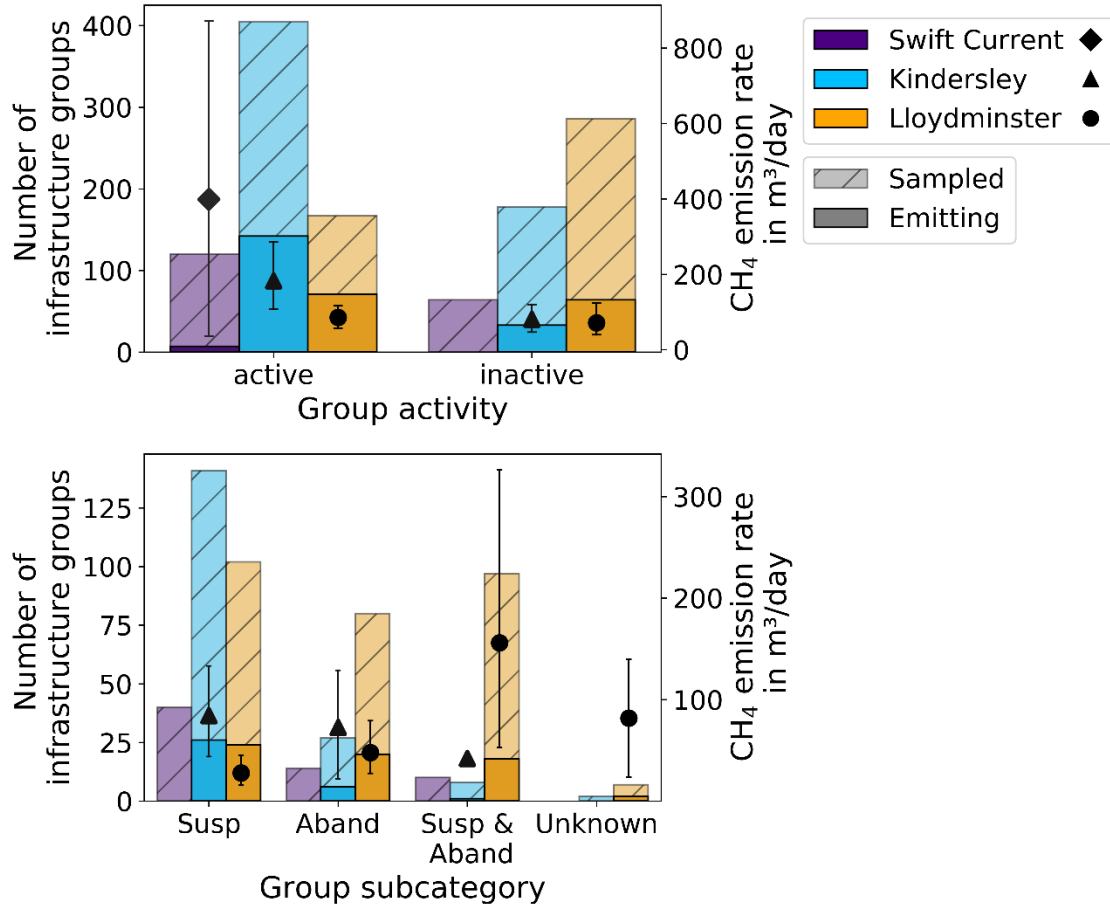 Number of
infrastructure groups
400
300
200
100
0
active
inactive
Group activity
800
600
400
200
0
CH₄ emission rate
in m³/day
Swift Current
Kindersley
Lloydminster
Sampled
Emitting
Number of
infrastructure groups
125
100
75
50
25
0
Susp
Aband
Susp &
Aband
Unknown
Group subcategory
300
200
100
CH₄ emission rate
in m³/day